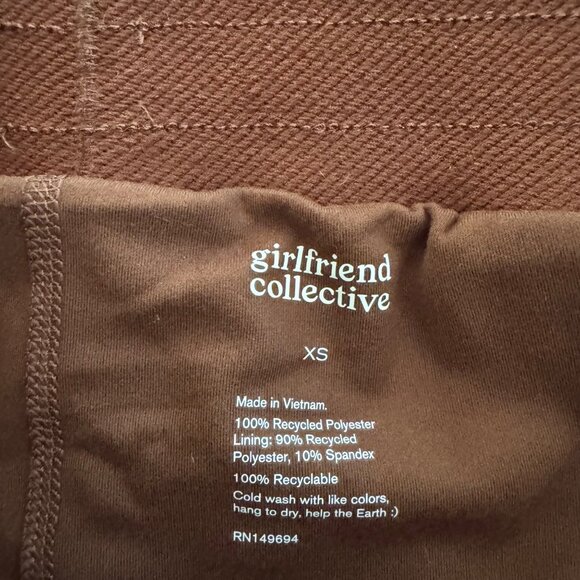 girlfriend
collective
XS
Made in Vietnam.
100% Recycled Polyester
Lining: 90% Recycled
Polyester, 10% Spandex
100% Recyclable
Cold wash with like colors,
hang to dry, help the Earth :)
RN149694